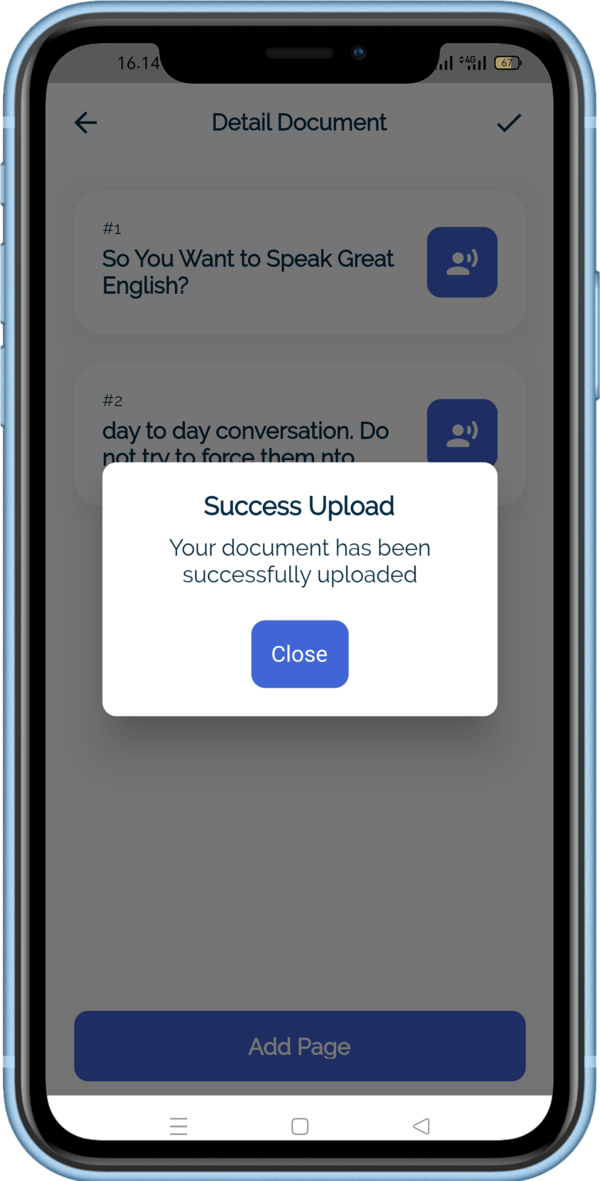 16.14
4G
67
Detail Document
#1
So You Want to Speak Great
English?
#2
day to day conversation. Do
not try to force them nto
Success Upload
Your document has been
successfully uploaded
Close
Add Page